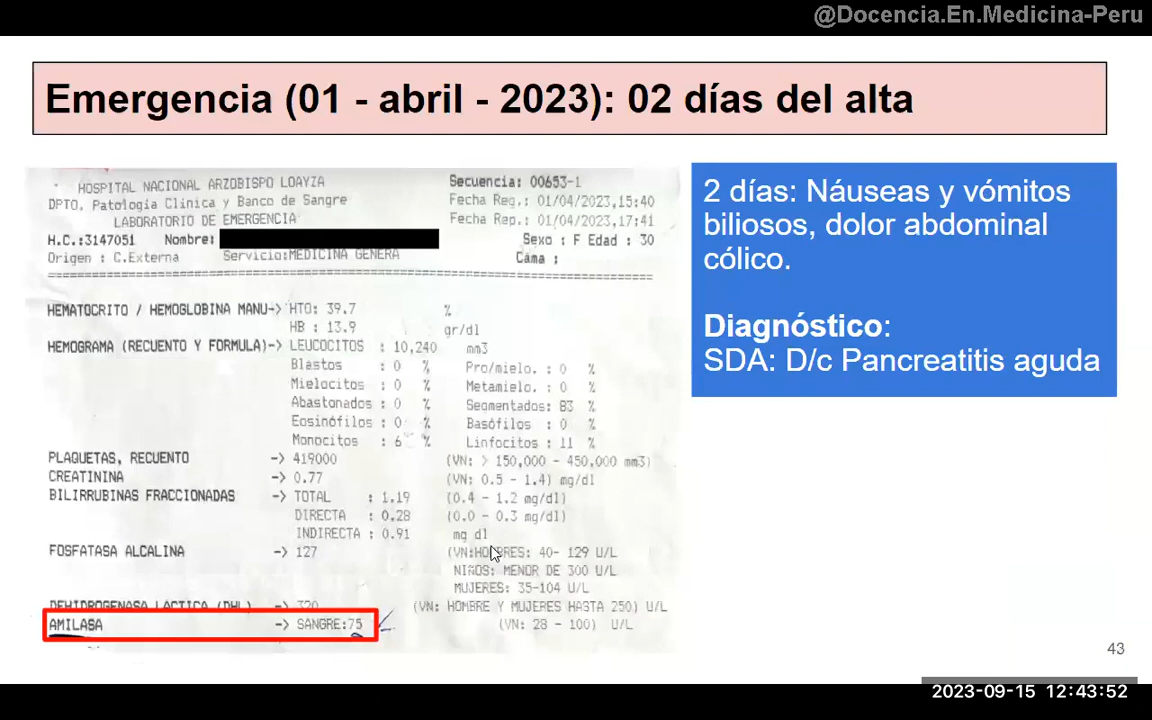 @Docencia.En.Medicina-Peru
Emergencia (01 - abril - 2023): 02 días del alta
HOSPITAL NACIONAL ARZOBISPO LOAYZA
DPTO. Patología Clínica y Banco de Sangre
LABORATORIO DE EMERGENCIA
Secuencia: 00653-1
Fecha Reg.: 01/04/2023,15:40
Fecha Rep.: 01/04/2023,17:41
H.C.:3147051 Nombre: Sexo : F Edad : 30
Origen : C.Externa Servicio:MEDICINA GENERA Cama :
HEMATOCRITO / HEMOGLOBINA MANU-> HTO: 39.7 %
HB : 13.9 gr/dl
HEMOGRAMA (RECUENTO Y FORMULA)-> LEUCOCITOS : 10,240 mm3
Blastos : 0 % Pro/mielo. : 0 %
Mielocitos : 0 % Metamielo. : 0 %
Abastonados : 0 % Segmentados: 83 %
Eosinófilos : 0 % Basófilos : 0 %
Monocitos : 6 % Linfocitos : 11 %
PLAQUETAS, RECUENTO -> 419000 (VN: > 150,000 - 450,000 mm3)
CREATININA -> 0.77 (VN: 0.5 - 1.4) mg/dl
BILIRRUBINAS FRACCIONADAS -> TOTAL : 1.19 (0.4 - 1.2 mg/dl)
DIRECTA : 0.28 (0.0 - 0.3 mg/dl)
INDIRECTA : 0.91 mg dl
FOSFATASA ALCALINA -> 127 (VN:HOMBRES: 40- 129 U/L
NIÑOS: MENOR DE 300 U/L
MUJERES: 35-104 U/L
DEHIDROGENASA LÁCTICA (DHL) -> 320 (VN: HOMBRE Y MUJERES HASTA 250) U/L
AMILASA -> SANGRE:75 (VN: 28 - 100) U/L
2 días: Náuseas y vómitos
biliosos, dolor abdominal
cólico.
Diagnóstico:
SDA: D/c Pancreatitis aguda
43
2023-09-15 12:43:52